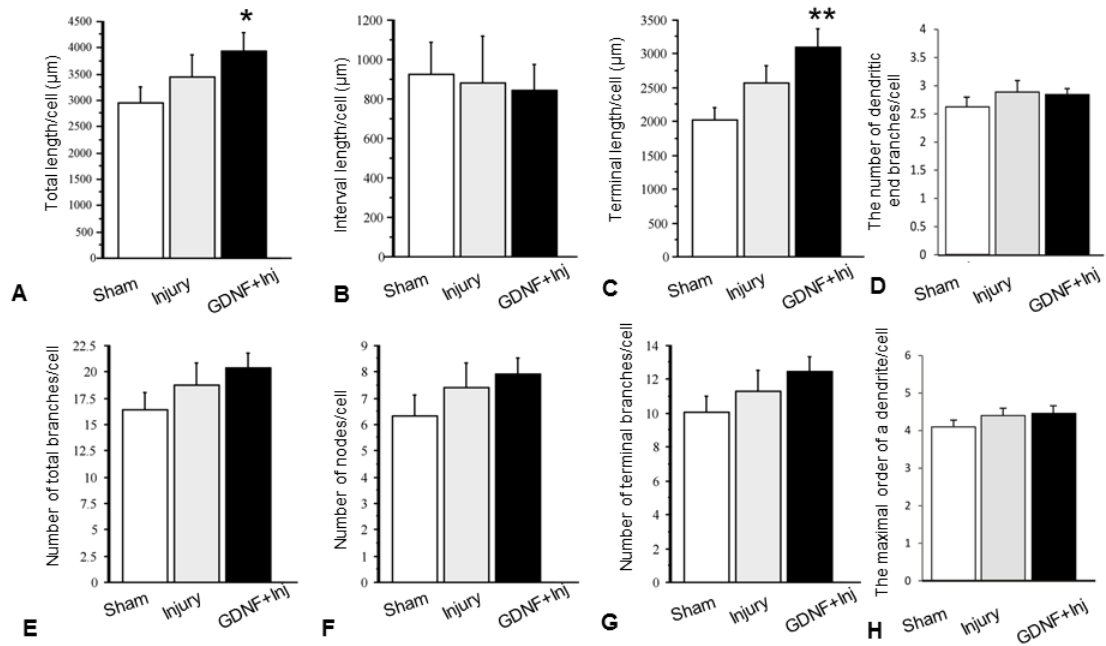 *
Total length/cell (µm)
4500
4000
3500
3000
2500
2000
1500
1000
500
0
Sham
Injury
GDNF+Inj
A
Interval length/cell (µm)
1200
1000
800
600
400
200
0
Sham
Injury
GDNF+Inj
B
**
Terminal length/cell (µm)
3500
3000
2500
2000
1500
1000
500
0
Sham
Injury
GDNF+Inj
C
The number of dendritic
end branches/cell
4
3.5
3
2.5
2
1.5
1
0.5
0
Sham
Injury
GDNF+Inj
D
Number of total branches/cell
22.5
20
17.5
15
12.5
10
7.5
5
2.5
0
Sham
Injury
GDNF+Inj
E
Number of nodes/cell
9
8
7
6
5
4
3
2
1
0
Sham
Injury
GDNF+Inj
F
Number of terminal branches/cell
14
12
10
8
6
4
2
0
Sham
Injury
GDNF+Inj
G
The maximal order of a dendrite/cell
6
5
4
4
2
1
0
Sham
Injury
GDNF+Inj
H